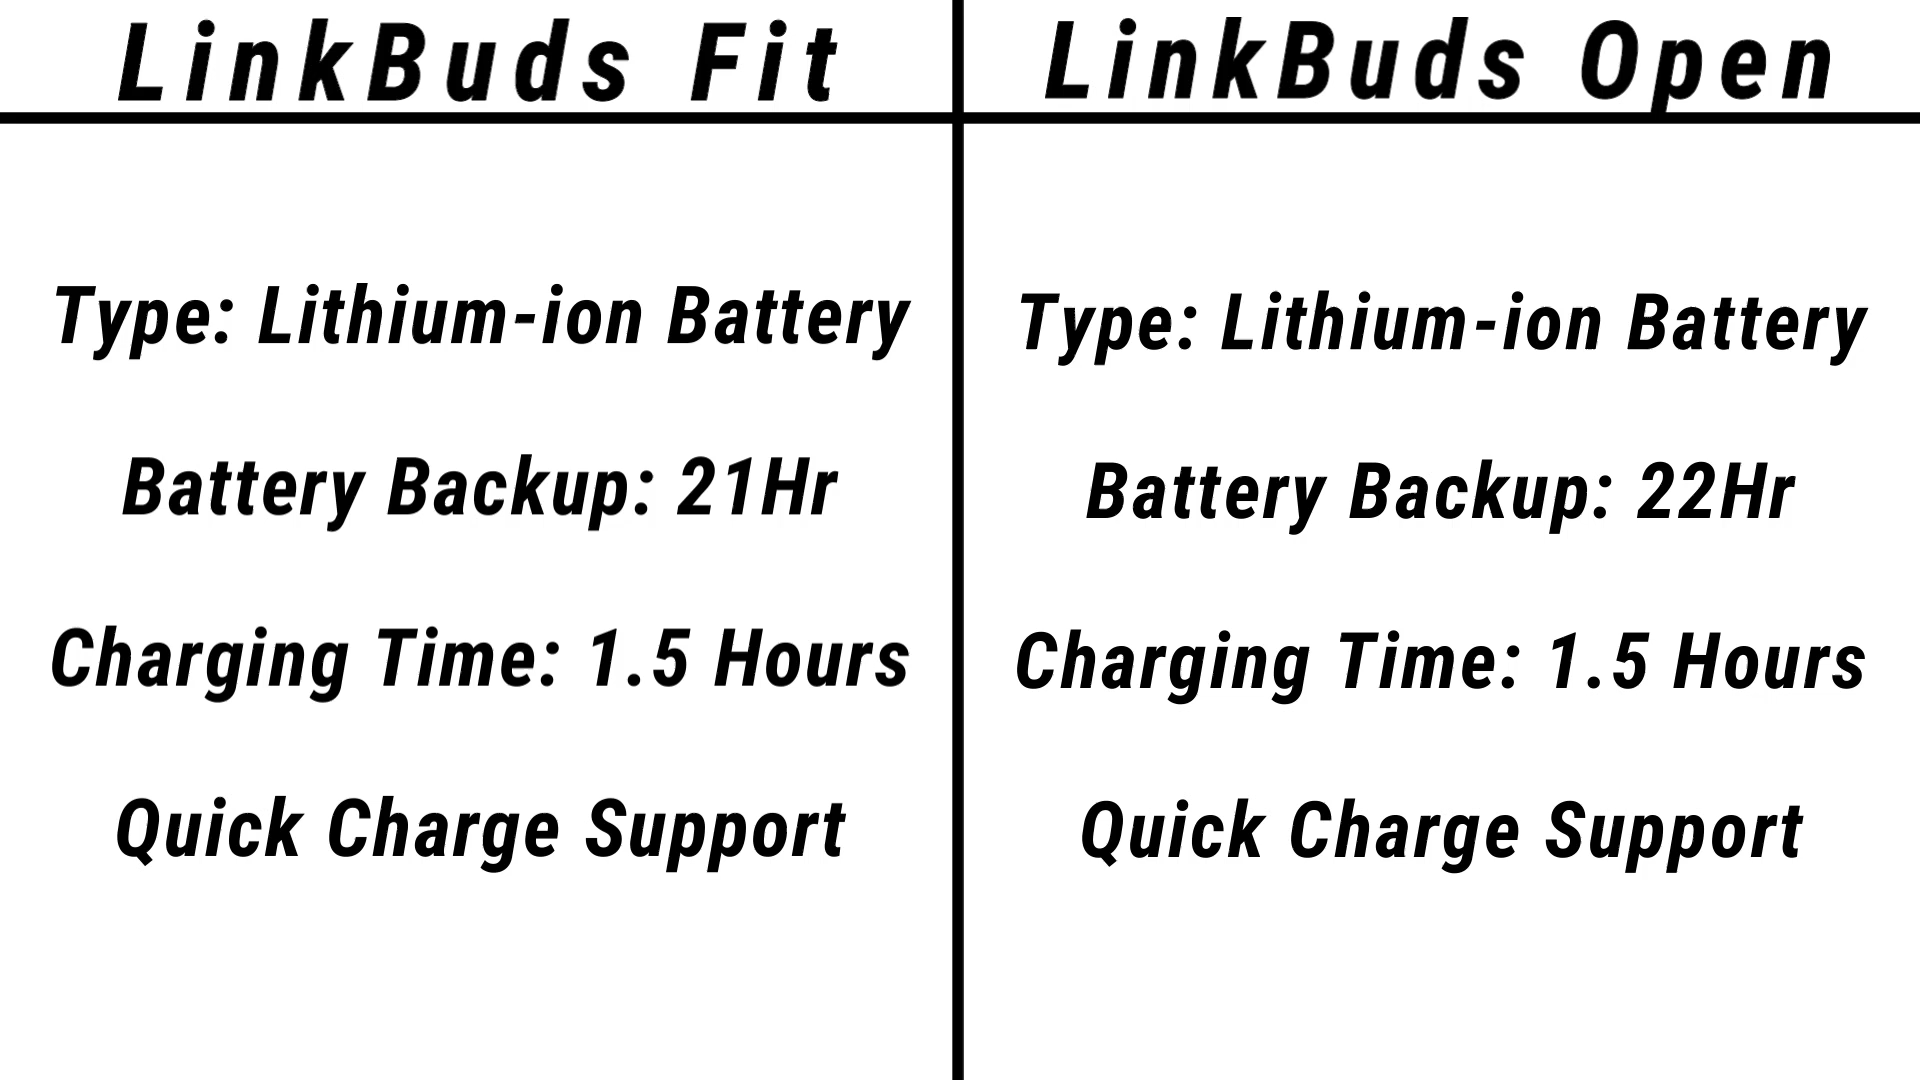 LinkBuds Fit
Type: Lithium-ion Battery
Battery Backup: 21Hr
Charging Time: 1.5 Hours
Quick Charge Support
LinkBuds Open
Type: Lithium-ion Battery
Battery Backup: 22Hr
Charging Time: 1.5 Hours
Quick Charge Support